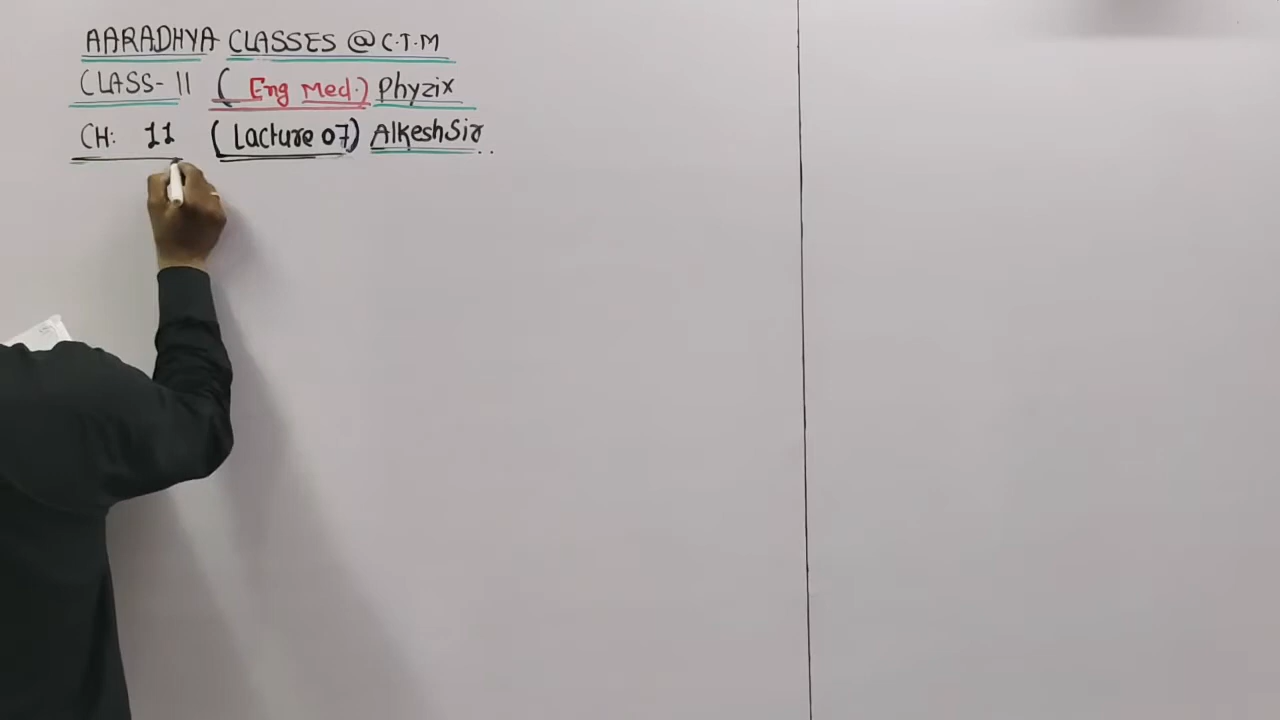 AARADHYA CLASSES @ C.T.M
CLASS-11 (Eng Med.) Phyzix
CH: 11 (Lacture 07) AlkeshSir..